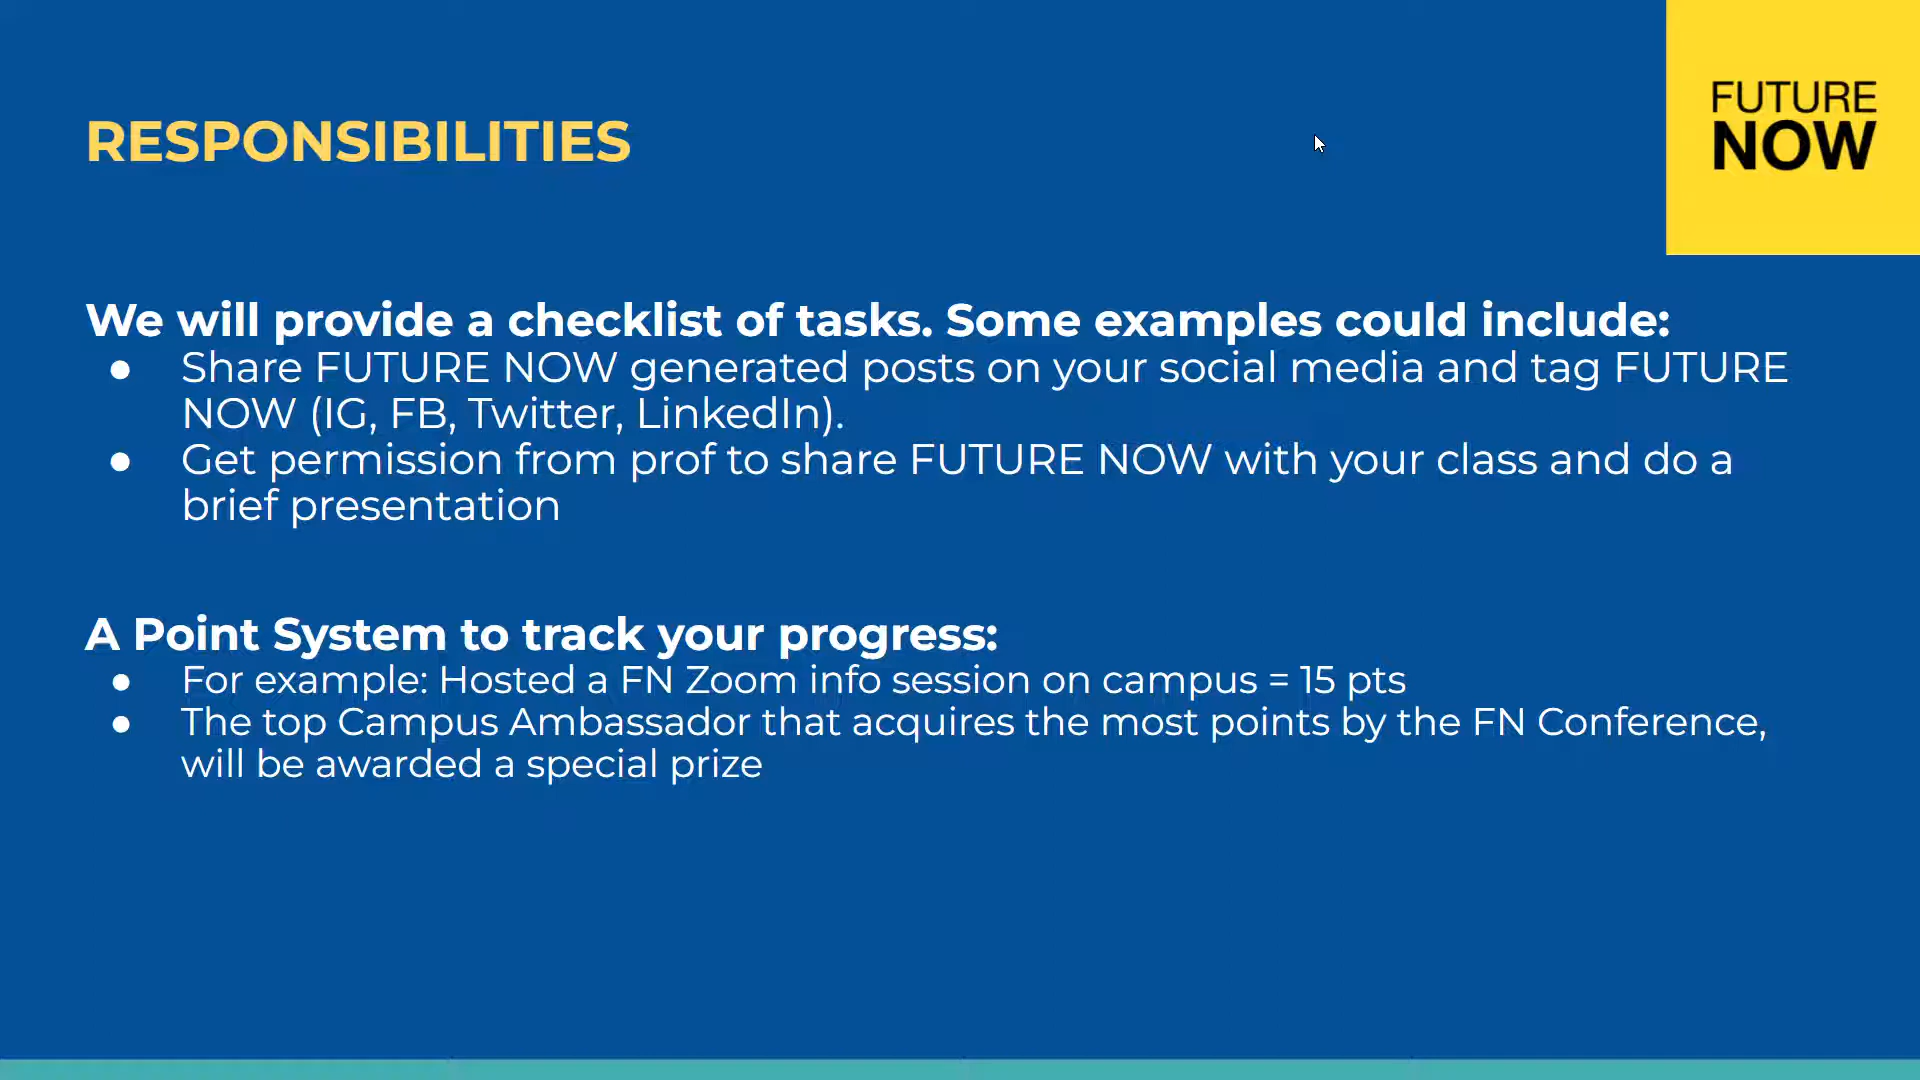 FUTURE
NOW
RESPONSIBILITIES
We will provide a checklist of tasks. Some examples could include:
● Share FUTURE NOW generated posts on your social media and tag FUTURE
NOW (IG, FB, Twitter, LinkedIn).
● Get permission from prof to share FUTURE NOW with your class and do a
brief presentation
A Point System to track your progress:
● For example: Hosted a FN Zoom info session on campus = 15 pts
● The top Campus Ambassador that acquires the most points by the FN Conference,
will be awarded a special prize